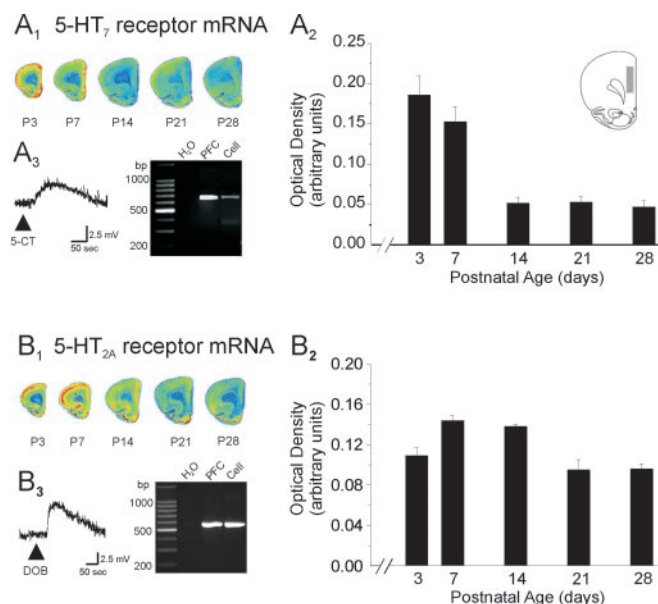 A1 5-HT7 receptor mRNA
P3 P7 P14 P21 P28
A3
5-CT
2.5 mV
50 sec
H2O PFC Cell
bp
1000
500
200
A2
Optical Density
(arbitrary units)
0.25
0.20
0.15
0.10
0.05
0.00
3 7 14 21 28
Postnatal Age (days)
B1 5-HT2A receptor mRNA
P3 P7 P14 P21 P28
B3
DOB
2.5 mV
50 sec
H2O PFC Cell
bp
1000
500
200
B2
Optical Density
(arbitrary units)
0.20
0.16
0.12
0.08
0.04
0.00
3 7 14 21 28
Postnatal Age (days)